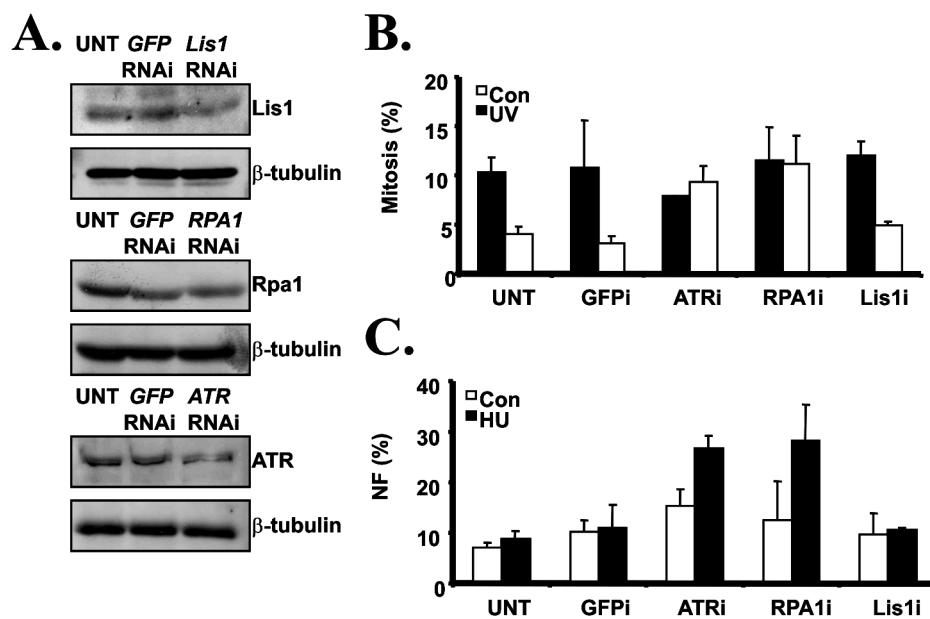 A.
UNT GFP Lis1
RNAi RNAi
Lis1
β-tubulin
UNT GFP RPA1
RNAi RNAi
Rpa1
β-tubulin
UNT GFP ATR
RNAi RNAi
ATR
β-tubulin
B.
20
15
10
5
0
Mitosis (%)
Con
UV
UNT GFPi ATRi RPA1i Lis1i
C.
40
30
20
10
0
NF (%)
Con
HU
UNT GFPi ATRi RPA1i Lis1i